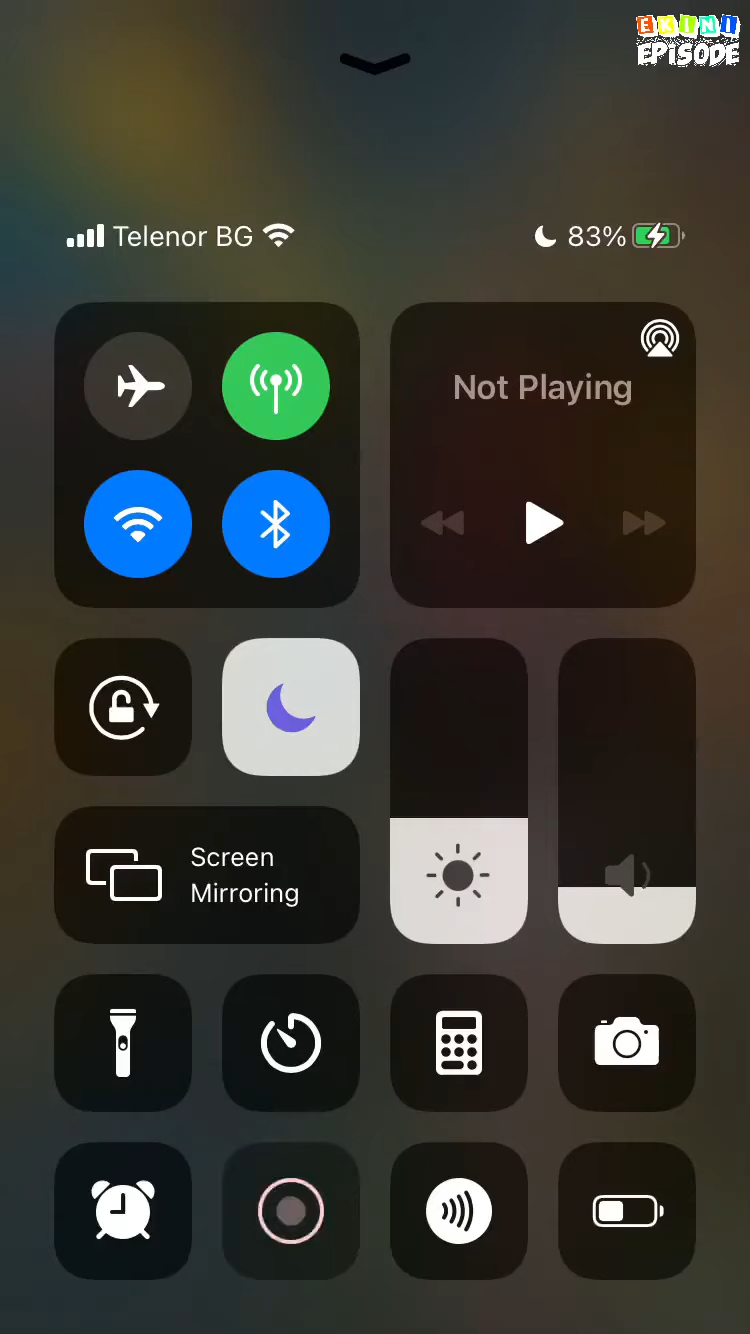 EKINI
EPISODE
Telenor BG
83%
Not Playing
Screen
Mirroring